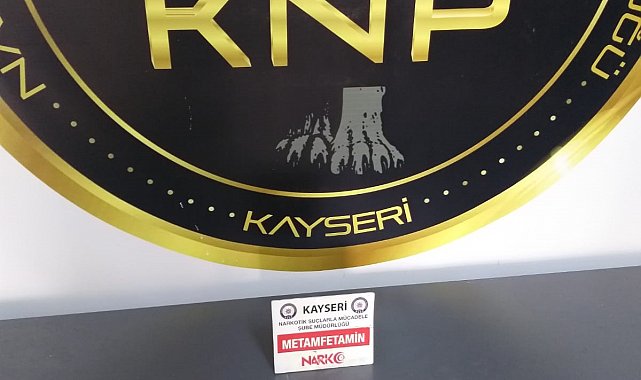 KNP
KAYSERİ
KAYSERİ
NARKOTİK SUÇLARLA MÜCADELE
ŞUBE MÜDÜRLÜĞÜ
METAMFETAMİN
NARKO